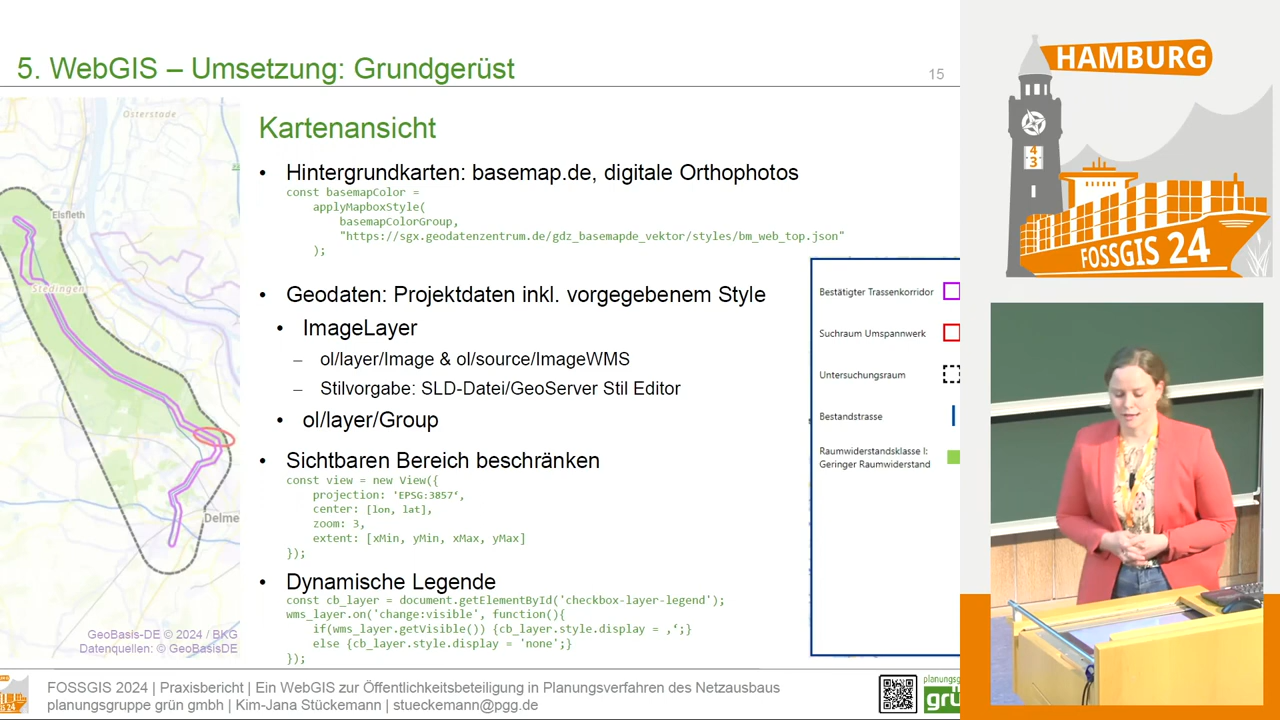 5. WebGIS – Umsetzung: Grundgerüst
15
Osterstade
Elsfleth
Stedingen
Delme
GeoBasis-DE © 2024 / BKG
Datenquellen: © GeoBasisDE
Kartenansicht
• Hintergrundkarten: basemap.de, digitale Orthophotos
const basemapColor =
applyMapboxStyle(
basemapColorGroup,
"https://sgx.geodatenzentrum.de/gdz_basemapde_vektor/styles/bm_web_top.json"
);
• Geodaten: Projektdaten inkl. vorgegebenem Style
• ImageLayer
– ol/layer/Image & ol/source/ImageWMS
– Stilvorgabe: SLD-Datei/GeoServer Stil Editor
• ol/layer/Group
• Sichtbaren Bereich beschränken
const view = new View({
projection: 'EPSG:3857‘,
center: [lon, lat],
zoom: 3,
extent: [xMin, yMin, xMax, yMax]
});
• Dynamische Legende
const cb_layer = document.getElementById('checkbox-layer-legend');
wms_layer.on('change:visible', function(){
if(wms_layer.getVisible()) {cb_layer.style.display = ‚‘;}
else {cb_layer.style.display = 'none';}
});
Bestätigter Trassenkorridor
Suchraum Umspannwerk
Untersuchungsraum
Bestandstrasse
Raumwiderstandsklasse I:
Geringer Raumwiderstand
FOSSGIS 2024 | Praxisbericht | Ein WebGIS zur Öffentlichkeitsbeteiligung in Planungsverfahren des Netzausbaus
planungsgruppe grün gmbh | Kim-Jana Stückemann | stueckemann@pgg.de
planungsg
grü
HAMBURG
4
3
FOSSGIS 24